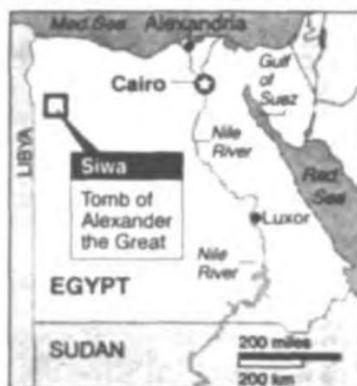 Med. Sea
Alexandria
Cairo
Gulf
of
Suez
LIBYA
Nile
River
Red
Sea
Siwa
Tomb of
Alexander
the Great
Luxor
Nile
River
EGYPT
SUDAN
200 miles
200 km